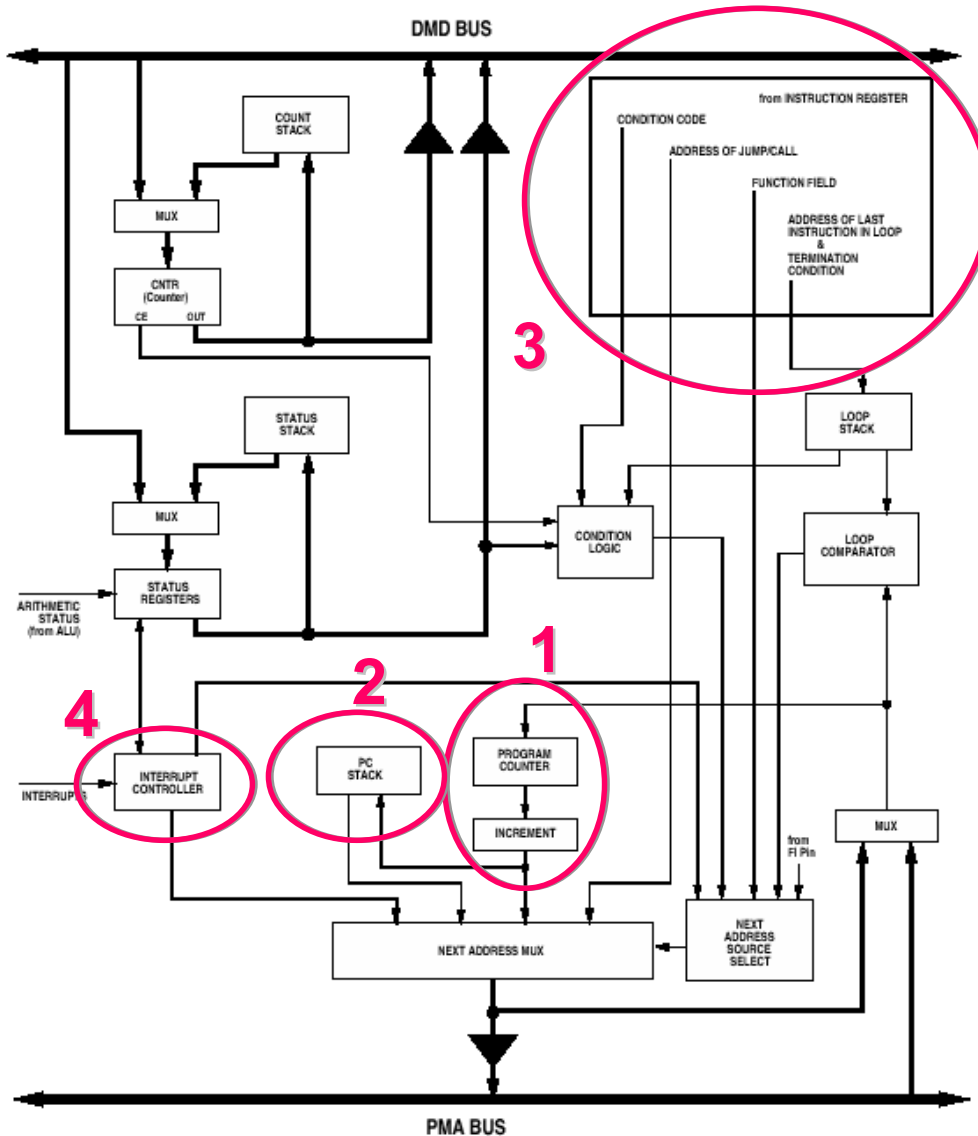 DMD BUS
from INSTRUCTION REGISTER
CONDITION CODE
ADDRESS OF JUMP/CALL
FUNCTION FIELD
ADDRESS OF LAST
INSTRUCTION IN LOOP
&
TERMINATION
CONDITION
COUNT
STACK
MUX
CNTR
(Counter)
CE OUT
3
STATUS
STACK
LOOP
STACK
MUX
CONDITION
LOGIC
LOOP
COMPARATOR
STATUS
REGISTERS
ARITHMETIC
STATUS
(from ALU)
1
2
4
PROGRAM
COUNTER
PC
STACK
INTERRUPT
CONTROLLER
INTERRUPTS
INCREMENT
MUX
from
FI Pin
NEXT ADDRESS MUX
NEXT
ADDRESS
SOURCE
SELECT
PMA BUS